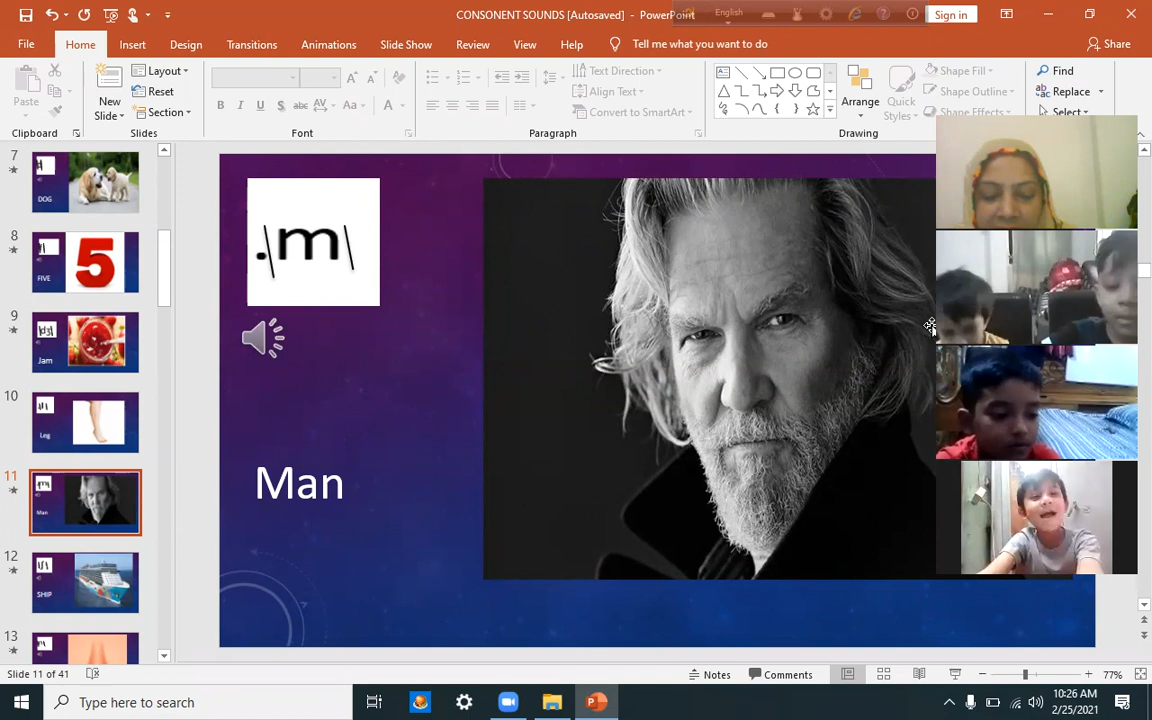 CONSONENT SOUNDS [Autosaved] - PowerPoint
English
Sign in
File
Home
Insert
Design
Transitions
Animations
Slide Show
Review
View
Help
Tell me what you want to do
Share
Paste
New
Slide
Layout
Reset
Section
B I U S abc AV Aa A
Text Direction
Align Text
Convert to SmartArt
Arrange
Quick
Styles
Shape Fill
Shape Outline
Shape Effects
Find
Replace
Select
Clipboard
Slides
Font
Paragraph
Drawing
7
DOG
8
FIVE
5
9
Jam
10
Leg
11
Man
12
SHIP
13
.\m\
Man
Slide 11 of 41
Notes
Comments
77%
Type here to search
10:26 AM
2/25/2021